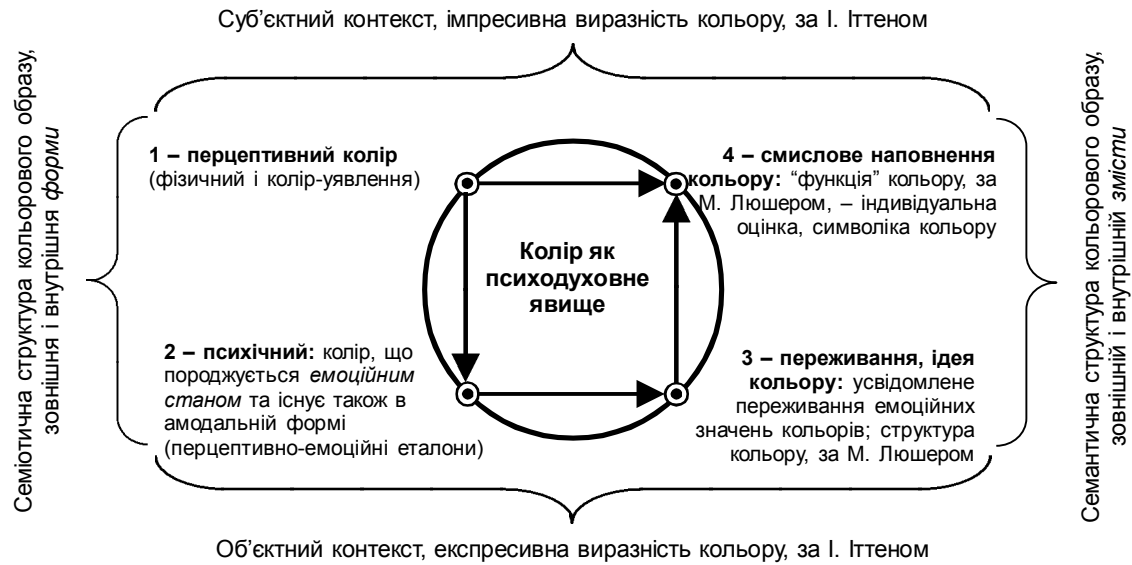 Суб’єктний контекст, імпресивна виразність кольору, за І. Іттеном
Семіотична структура кольорового образу,
зовнішня і внутрішня форми
1 – перцептивний колір
(фізичний і колір-уявлення)
4 – смислове наповнення
кольору: “функція” кольору, за
М. Люшером, – індивідуальна
оцінка, символіка кольору
Колір як
психодуховне
явище
2 – психічний: колір, що
породжується емоційним
станом та існує також в
амодальній формі
(перцептивно-емоційні еталони)
3 – переживання, ідея
кольору: усвідомлене
переживання емоційних
значень кольорів; структура
кольору, за М. Люшером
Семантична структура кольорового образу,
зовнішній і внутрішній змісти
Об’єктний контекст, експресивна виразність кольору, за І. Іттеном